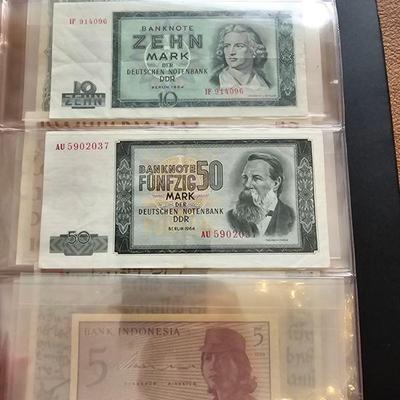 BANKNOTE
IF 914096
ZEHN
MARK
DER
DEUTSCHEN NOTENBANK
DDR
BERLIN 1964
10
ZEHN
10
IF 914096
AU 5902037
BANKNOTE
FÜNFZIG 50
MARK
DER
DEUTSCHEN NOTENBANK
DDR
BERLIN 1964
50
AU 5902037
BANK INDONESIA
5
5